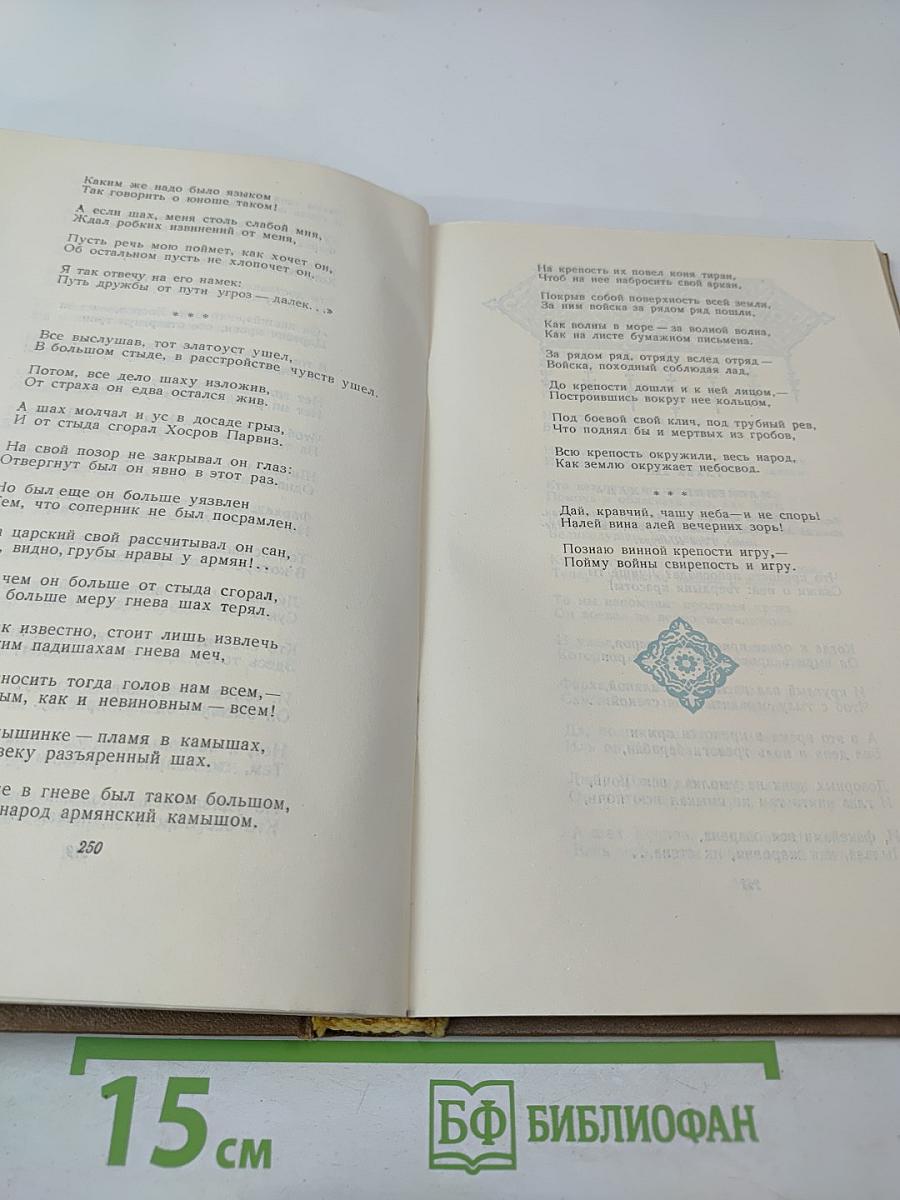 Каким же надо было языком
Так говорить о юноше таком!
А если шах, меня столь слабой мня,
Ждал робких извинений от меня,
Пусть речь мою поймет, как хочет он,
Об остальном пусть не хлопочет он.
Я так отвечу на его намек:
Путь дружбы от пути угроз — далек. . .»
* * *
Все выслушав, тот златоуст ушел,
В большом стыде, в расстройстве чувств ушел.
Потом, все дело шаху изложив,
От страха он едва остался жив.
А шах молчал и ус в досаде грыз,
И от стыда сгорал Хосров Парвиз.
На свой позор не закрывал он глаз:
Отвергнут был он явно в этот раз.
Но был еще он больше уязвлен
тем, что соперник не был посрамлен.
царский свой рассчитывал он сан,
видно, грубы нравы у армян!. .
чем он больше от стыда сгорал,
больше меру гнева шах терял.
известно, стоит лишь извлечь
падишахам гнева меч,
тогда голов нам всем,—
как и невиновным — всем!
— пламя в камышах,
разъяренный шах.
в гневе был таком большом,
народ армянский камышом.
250
На крепость их повел коня тиран,
Чтоб на нее набросить свой аркан,
Покрыв собой поверхность всей земли,
За ним войска за рядом ряд пошли,
Как волны в море — за волной волна,
Как на листе бумажном письмена.
За рядом ряд, отряду вслед отряд —
Войска, походный соблюдая лад,
До крепости дошли и к ней лицом,—
Построившись вокруг нее кольцом,
Под боевой свой клич, под трубный рев,
Что поднял бы и мертвых из гробов,
Всю крепость окружили, весь народ,
Как землю окружает небосвод.
* * *
Дай, кравчий, чашу неба—и не спорь!
Налей вина алей вечерних зорь!
Познаю винной крепости игру,—
Пойму войны свирепость и игру.
15 см
БФ БИБЛИОФАН